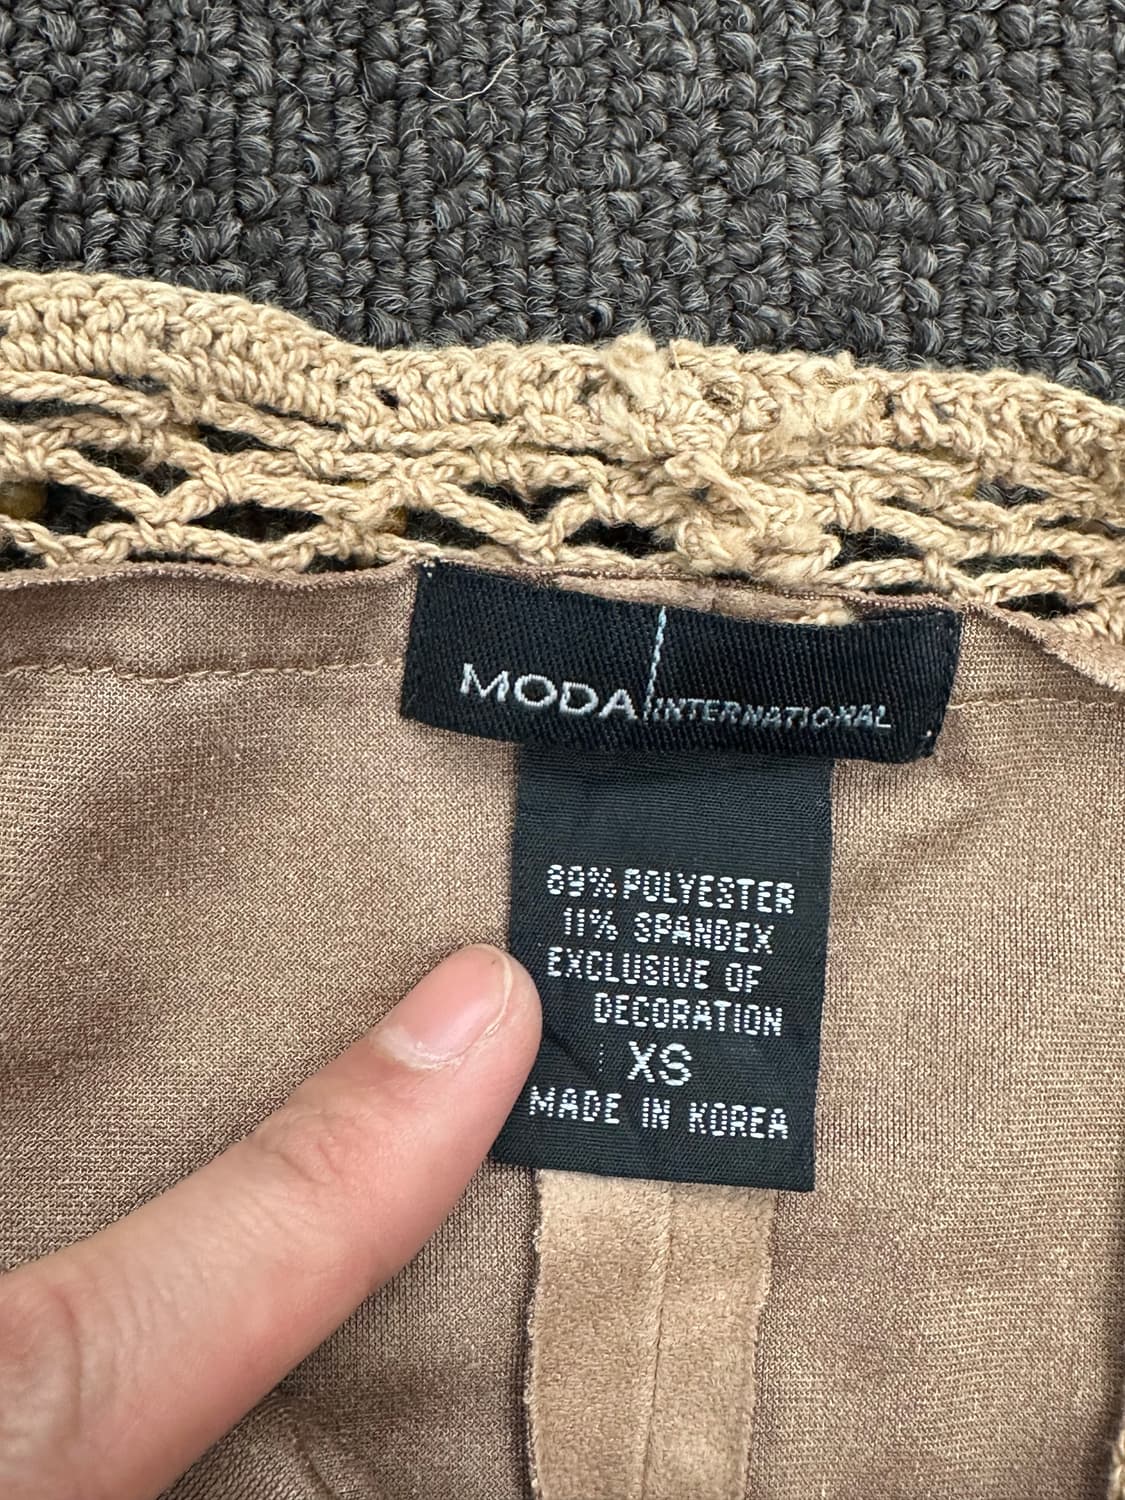 MODA INTERNATIONAL
89% POLYESTER
11% SPANDEX
EXCLUSIVE OF
DECORATION
XS
MADE IN KOREA